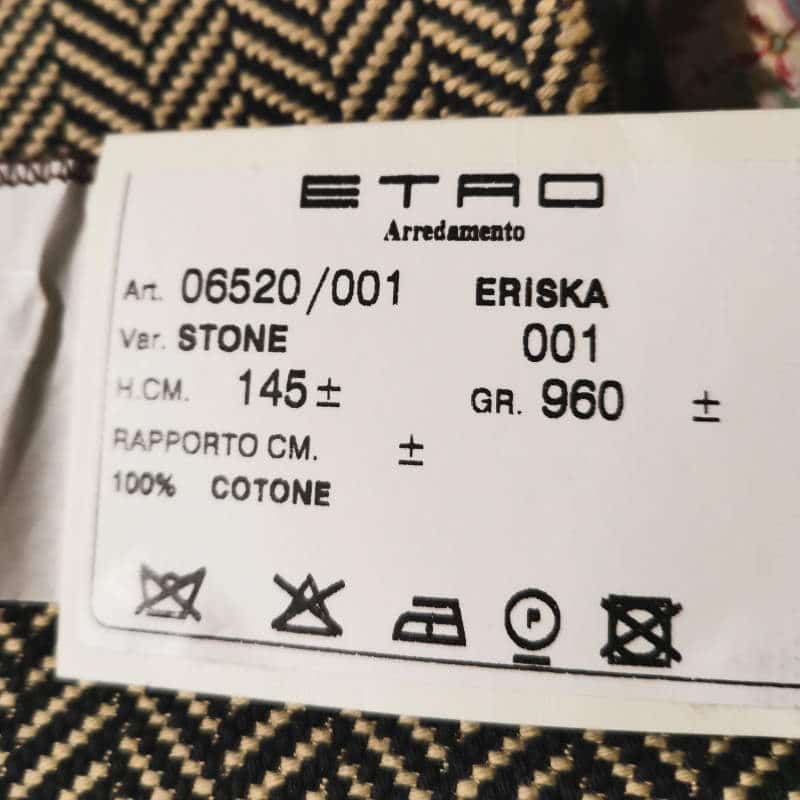 ETRO
Arredamento
Art. 06520/001 ERISKA
Var. STONE 001
H.CM. 145± GR. 960 ±
RAPPORTO CM. ±
100% COTONE
P